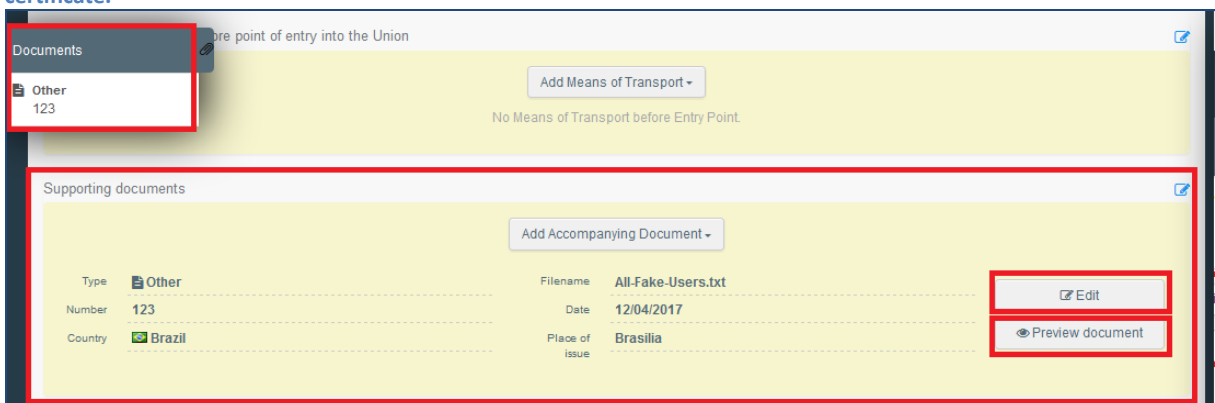 certificate.
Documents
ore point of entry into the Union
Other
123
Add Means of Transport
No Means of Transport before Entry Point.
Supporting documents
Add Accompanying Document
Type Other
Number 123
Country Brazil
Filename All-Fake-Users.txt
Date 12/04/2017
Place of issue Brasilia
Edit
Preview document